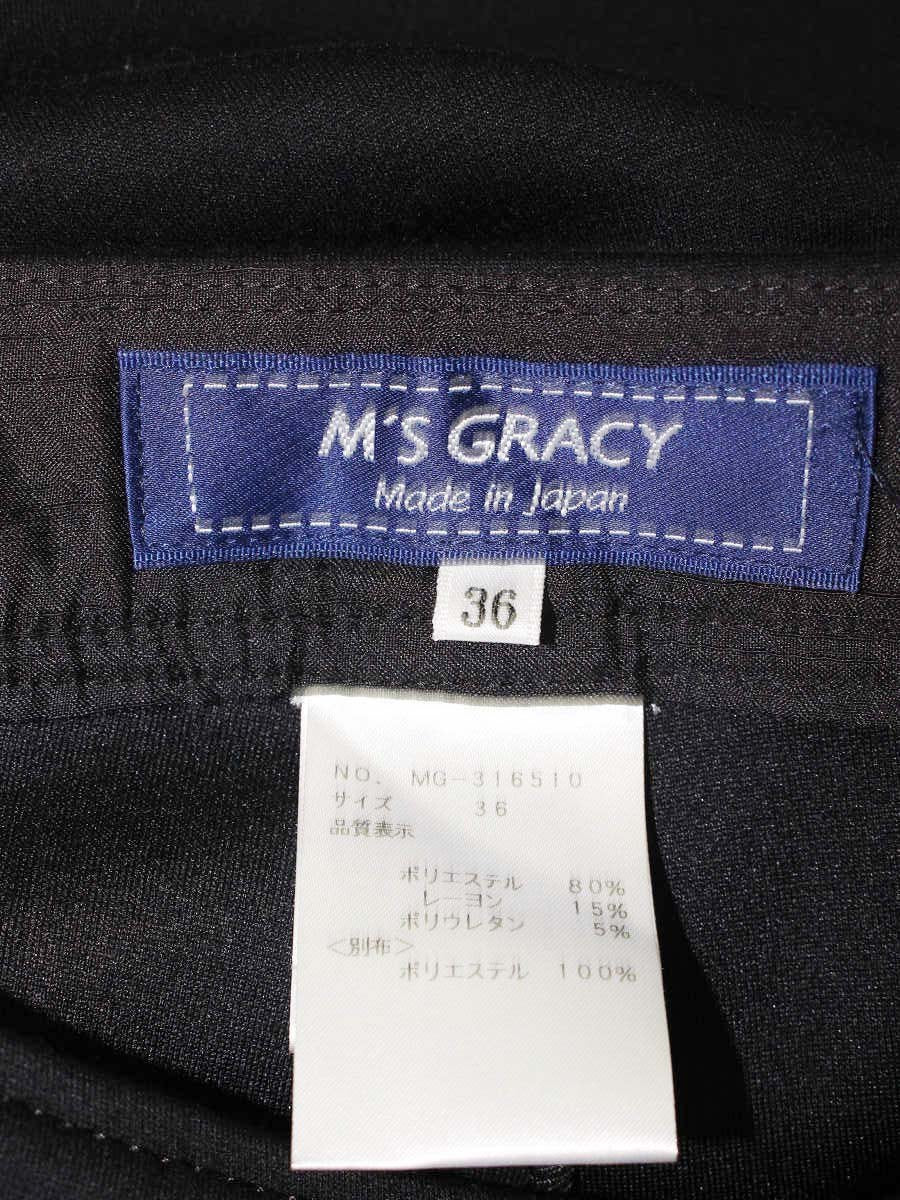 M'S GRACY
Made in Japan
36
NO. MG-316510
サイズ 36
品質表示
ポリエステル 80%
レーヨン 15%
ポリウレタン 5%
<別布>
ポリエステル 100%